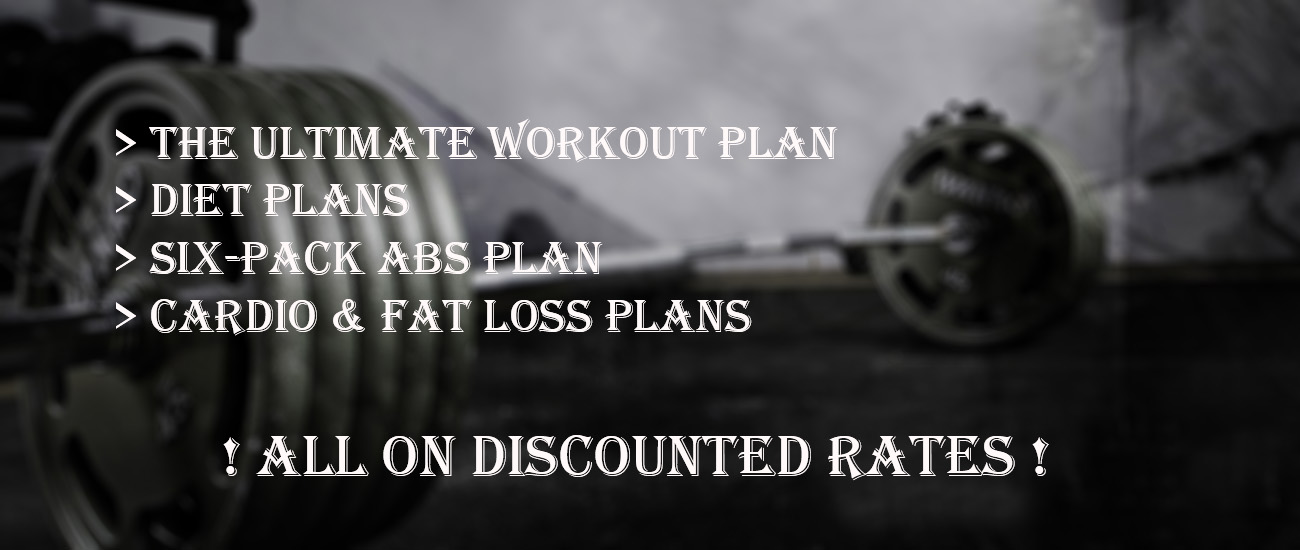 > THE ULTIMATE WORKOUT PLAN
> DIET PLANS
> SIX-PACK ABS PLAN
> CARDIO & FAT LOSS PLANS
! ALL ON DISCOUNTED RATES !